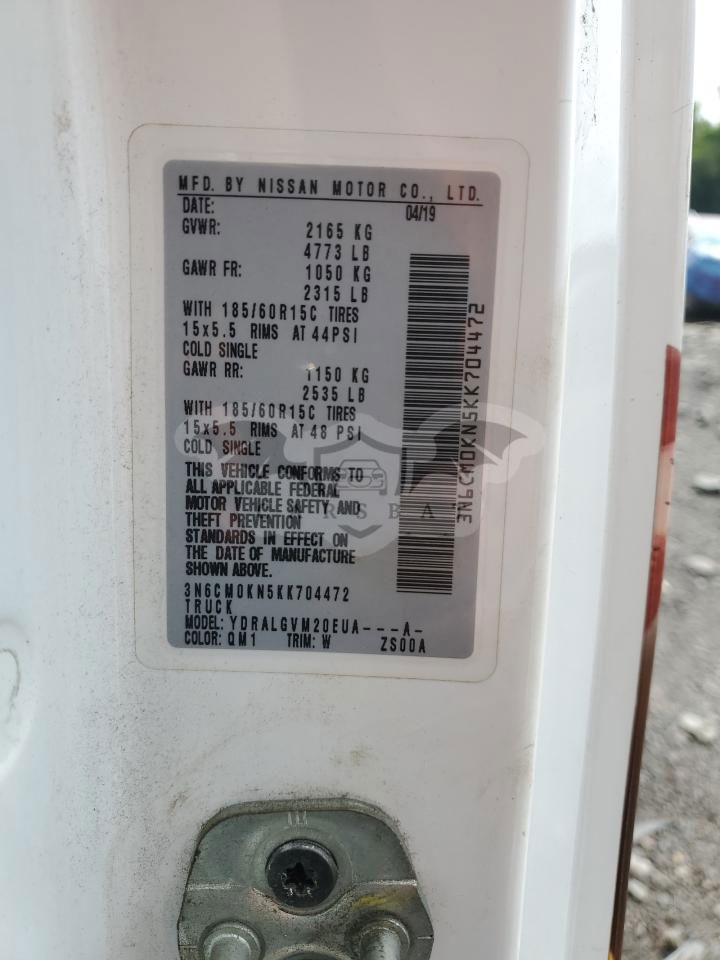 MFD. BY NISSAN MOTOR CO., LTD.
DATE: 04/19
GVWR: 2165 KG
4773 LB
GAWR FR: 1050 KG
2315 LB
WITH 185/60R15C TIRES
15x5.5 RIMS AT 44PSI
COLD SINGLE
GAWR RR: 1150 KG
2535 LB
WITH 185/60R15C TIRES
15x5.5 RIMS AT 48 PSI
COLD SINGLE
THIS VEHICLE CONFORMS TO
ALL APPLICABLE FEDERAL
MOTOR VEHICLE SAFETY AND
THEFT PREVENTION
STANDARDS IN EFFECT ON
THE DATE OF MANUFACTURE
SHOWN ABOVE.
3N6CM0KN5KK704472
TRUCK
MODEL: YDRALGVM20EUA---A-
COLOR: QM1 TRIM: W ZS00A
3N6CM0KN5KK704472